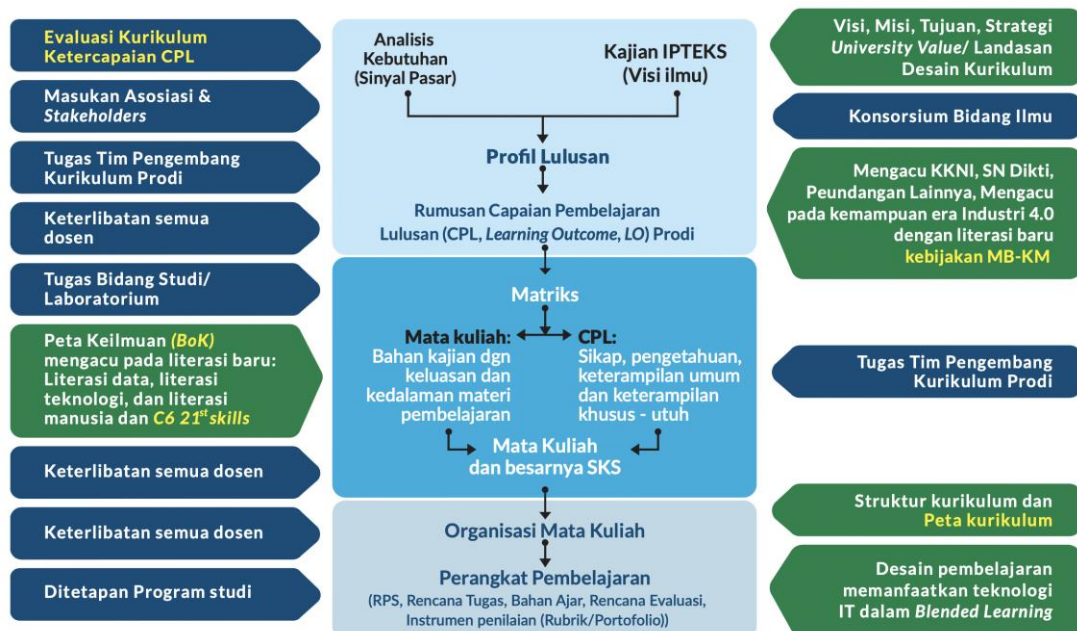 Evaluasi Kurikulum
Ketercapaian CPL
Masukan Asosiasi &
Stakeholders
Tugas Tim Pengembang
Kurikulum Prodi
Keterlibatan semua
dosen
Tugas Bidang Studi/
Laboratorium
Peta Keilmuan (BoK)
mengacu pada literasi baru:
Literasi data, literasi
teknologi, dan literasi
manusia dan C6 21st skills
Keterlibatan semua dosen
Keterlibatan semua dosen
Ditetapan Program studi
Analisis
Kebutuhan
(Sinyal Pasar)
Kajian IPTEKS
(Visi ilmu)
Profil Lulusan
Rumusan Capaian Pembelajaran
Lulusan (CPL, Learning Outcome, LO) Prodi
Matriks
Mata kuliah:
Bahan kajian dgn
keluasan dan
kedalaman materi
pembelajaran
CPL:
Sikap, pengetahuan,
keterampilan umum
dan keterampilan
khusus - utuh
Mata Kuliah
dan besarnya SKS
Organisasi Mata Kuliah
Perangkat Pembelajaran
(RPS, Rencana Tugas, Bahan Ajar, Rencana Evaluasi,
Instrumen penilaian (Rubrik/Portofolio))
Visi, Misi, Tujuan, Strategi
University Value/ Landasan
Desain Kurikulum
Konsorsium Bidang Ilmu
Mengacu KKNI, SN Dikti,
Peundangan Lainnya, Mengacu
pada kemampuan era Industri 4.0
dengan literasi baru
kebijakan MB-KM
Tugas Tim Pengembang
Kurikulum Prodi
Struktur kurikulum dan
Peta kurikulum
Desain pembelajaran
memanfaatkan teknologi
IT dalam Blended Learning